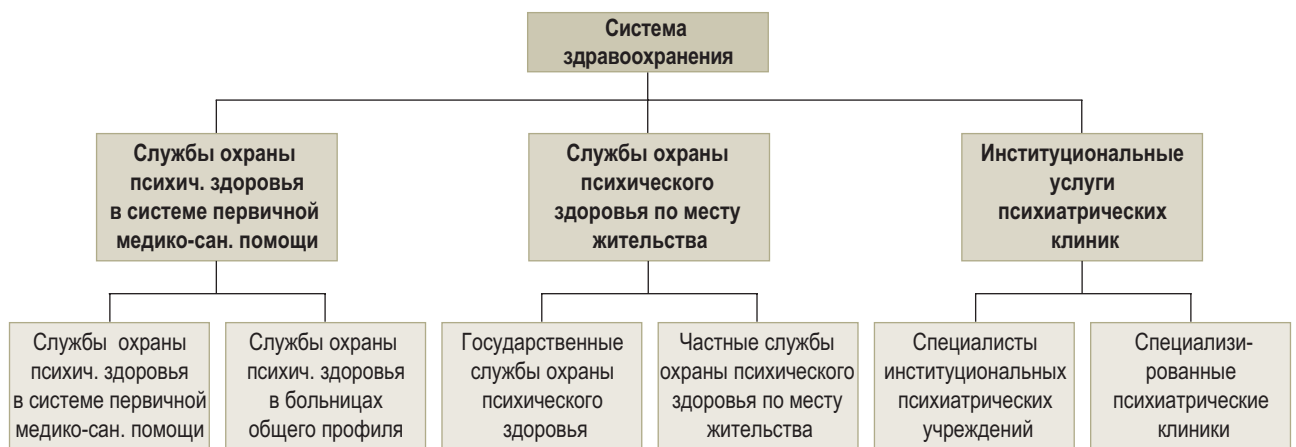 Система
здравоохранения
Службы охраны
психич. здоровья
в системе первичной
медико-сан. помощи
Службы охраны
психического
здоровья по месту
жительства
Институциональные
услуги
психиатрических
клиник
Службы охраны
психич. здоровья
в системе первичной
медико-сан. помощи
Службы охраны
психич. здоровья
в больницах
общего профиля
Государственные
службы охраны
психического
здоровья
Частные службы
охраны психического
здоровья по месту
жительства
Специалисты
институциональных
психиатрических
учреждений
Специализи-
рованные
психиатрические
клиники